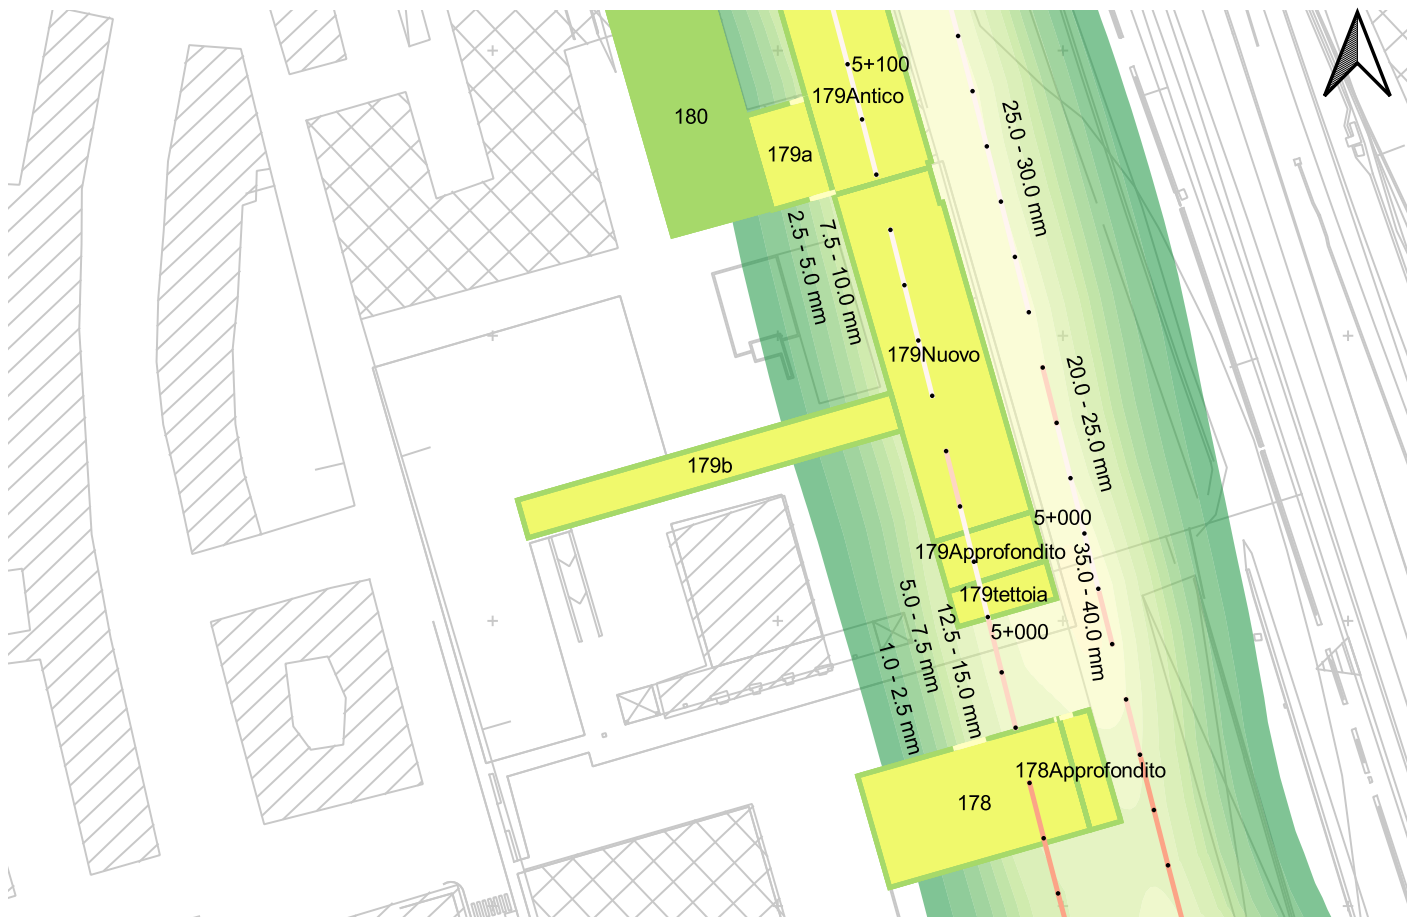 5+100
179Antico
180
25.0 - 30.0 mm
179a
2.5 - 5.0 mm
7.5 - 10.0 mm
179Nuovo
20.0 - 25.0 mm
179b
5+000
179Approfondito
35.0 - 40.0 mm
179tettoia
5+000
5.0 - 7.5 mm
12.5 - 15.0 mm
1.0 - 2.5 mm
178Approfondito
178